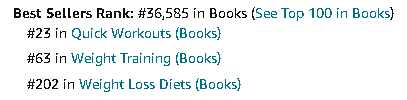 Best Sellers Rank: #36,585 in Books (See Top 100 in Books)
#23 in Quick Workouts (Books)
#63 in Weight Training (Books)
#202 in Weight Loss Diets (Books)